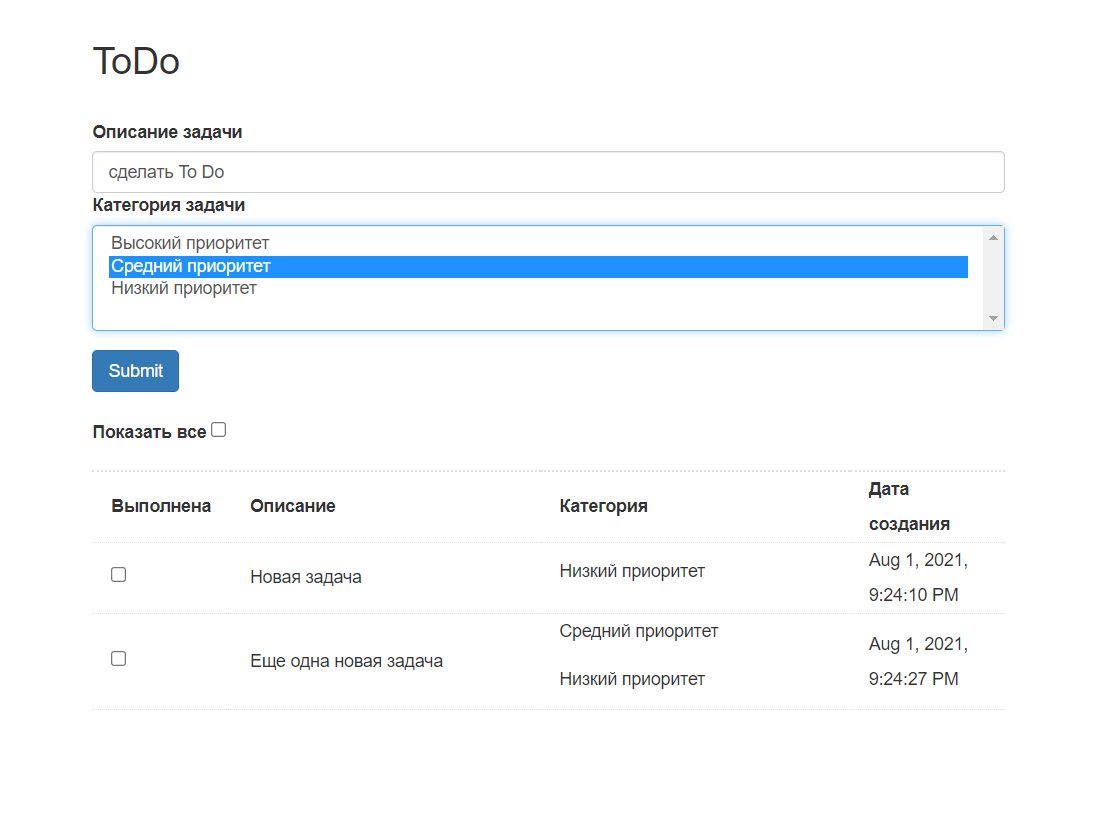 ToDo
Описание задачи
сделать To Do
Категория задачи
Высокий приоритет
Средний приоритет
Низкий приоритет
Submit
Показать все
Выполнена Описание Категория Дата
создания
Новая задача Низкий приоритет Aug 1, 2021,
9:24:10 PM
Еще одна новая задача Средний приоритет
Низкий приоритет
Aug 1, 2021,
9:24:27 PM